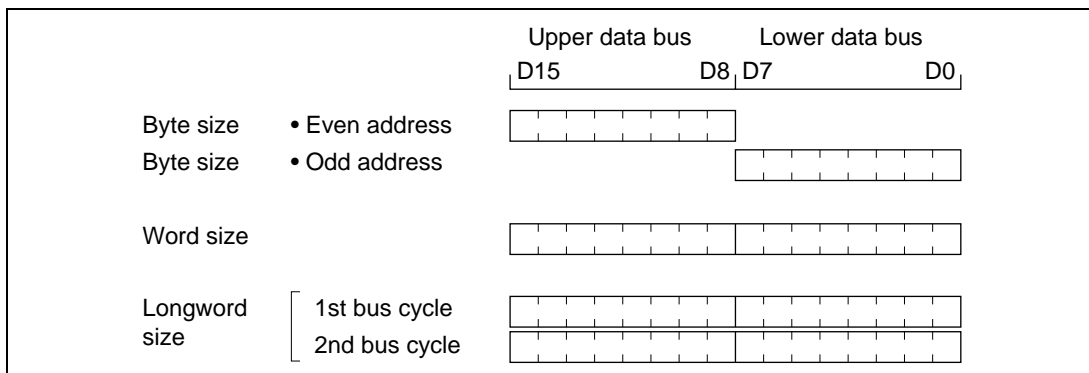 Upper data bus Lower data bus
D15 D8 D7 D0
Byte size • Even address
Byte size • Odd address
Word size
Longword size 1st bus cycle
2nd bus cycle